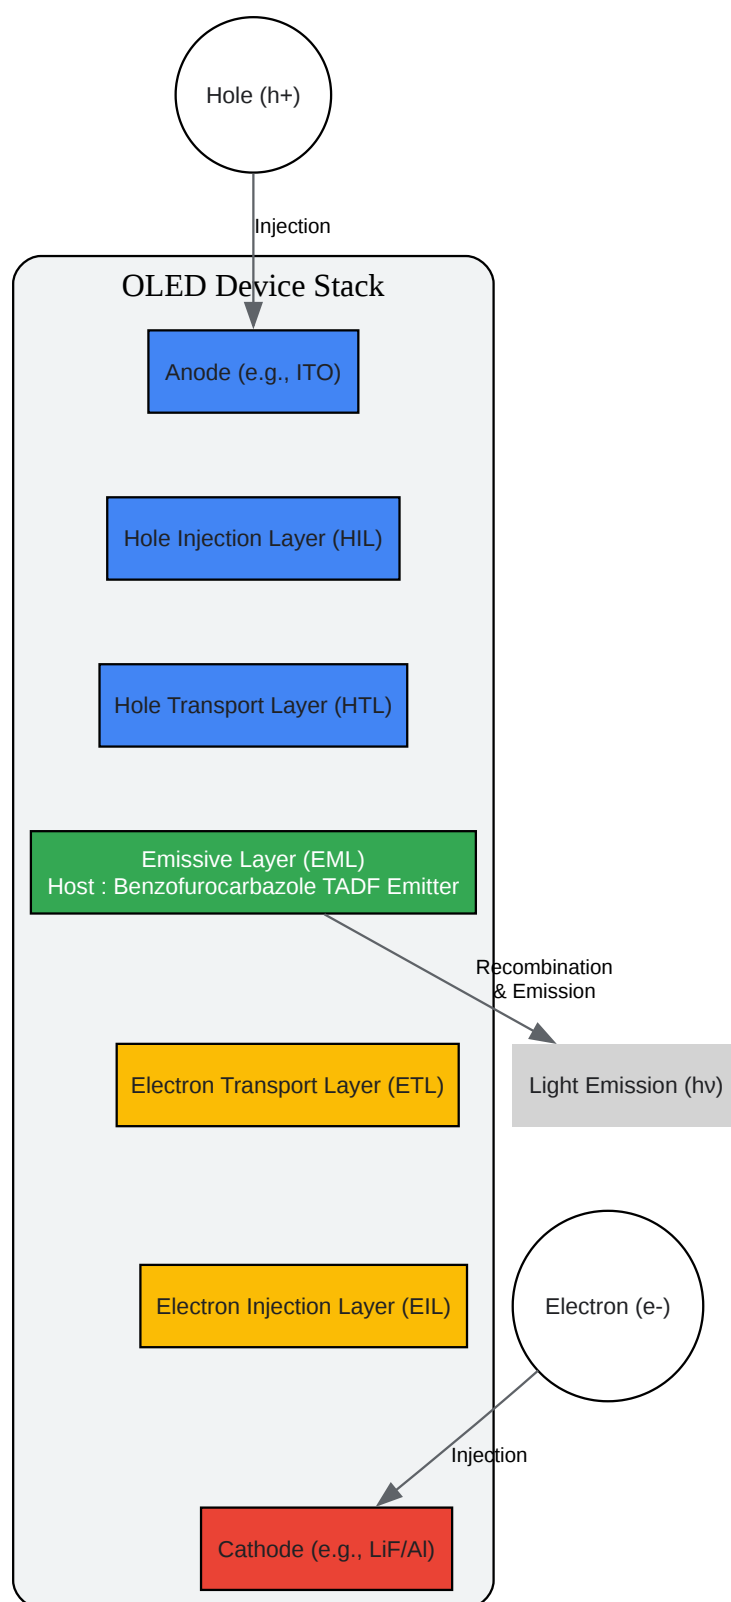 Hole (h+)
Injection
OLED Device Stack
Anode (e.g., ITO)
Hole Injection Layer (HIL)
Hole Transport Layer (HTL)
Emissive Layer (EML)
Host : Benzofurocarbazole TADF Emitter
Recombination
& Emission
Electron Transport Layer (ETL)
Light Emission (hν)
Electron Injection Layer (EIL)
Electron (e-)
Injection
Cathode (e.g., LiF/Al)